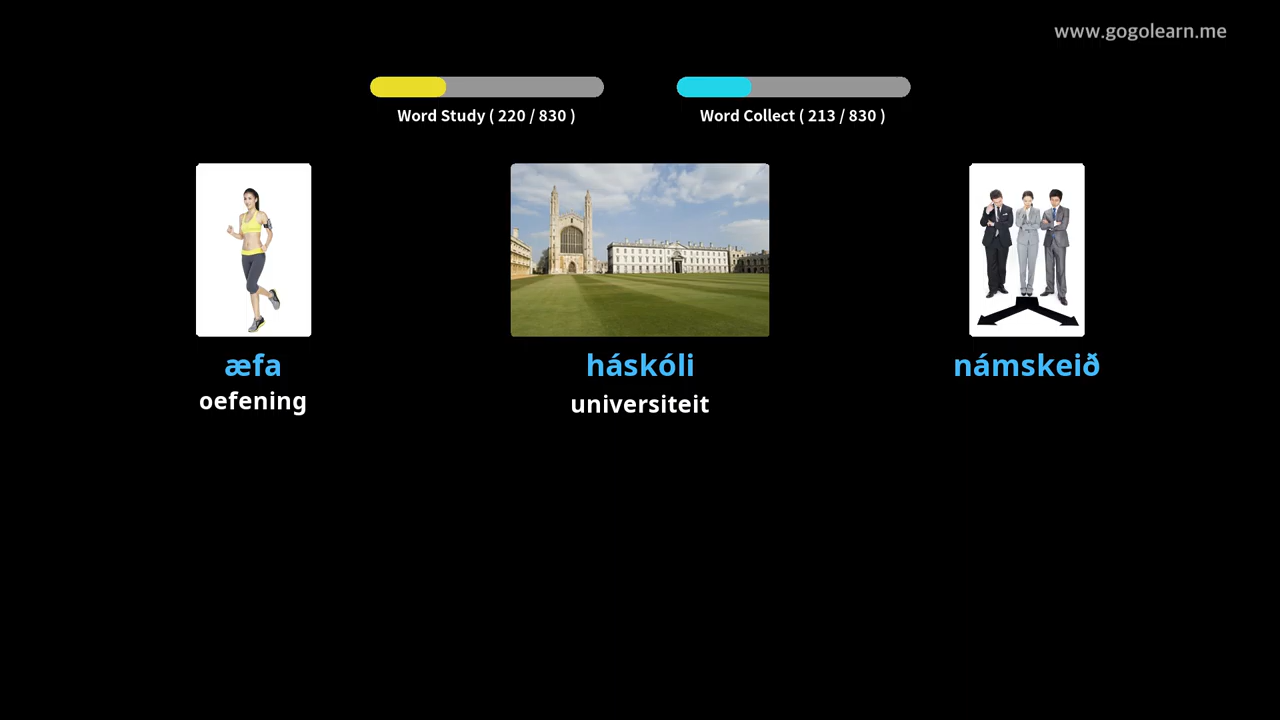 www.gogolearn.me
Word Study ( 220 / 830 )
Word Collect ( 213 / 830 )
æfa
háskóli
námskeið
oefening
universiteit